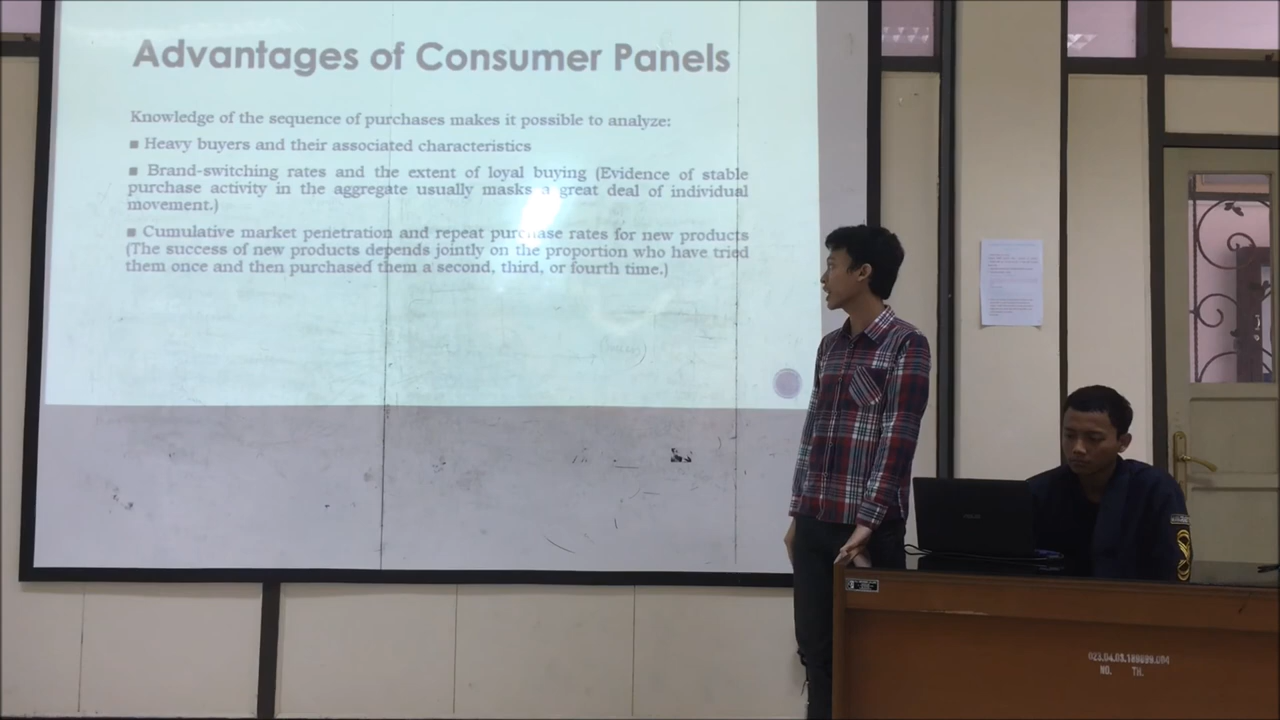 Advantages of Consumer Panels
Knowledge of the sequence of purchases makes it possible to analyze:
■ Heavy buyers and their associated characteristics
■ Brand-switching rates and the extent of loyal buying (Evidence of stable
purchase activity in the aggregate usually masks a great deal of individual
movement.)
■ Cumulative market penetration and repeat purchase rates for new products
(The success of new products depends jointly on the proportion who have tried
them once and then purchased them a second, third, or fourth time.)
ASUS
NO. TH.